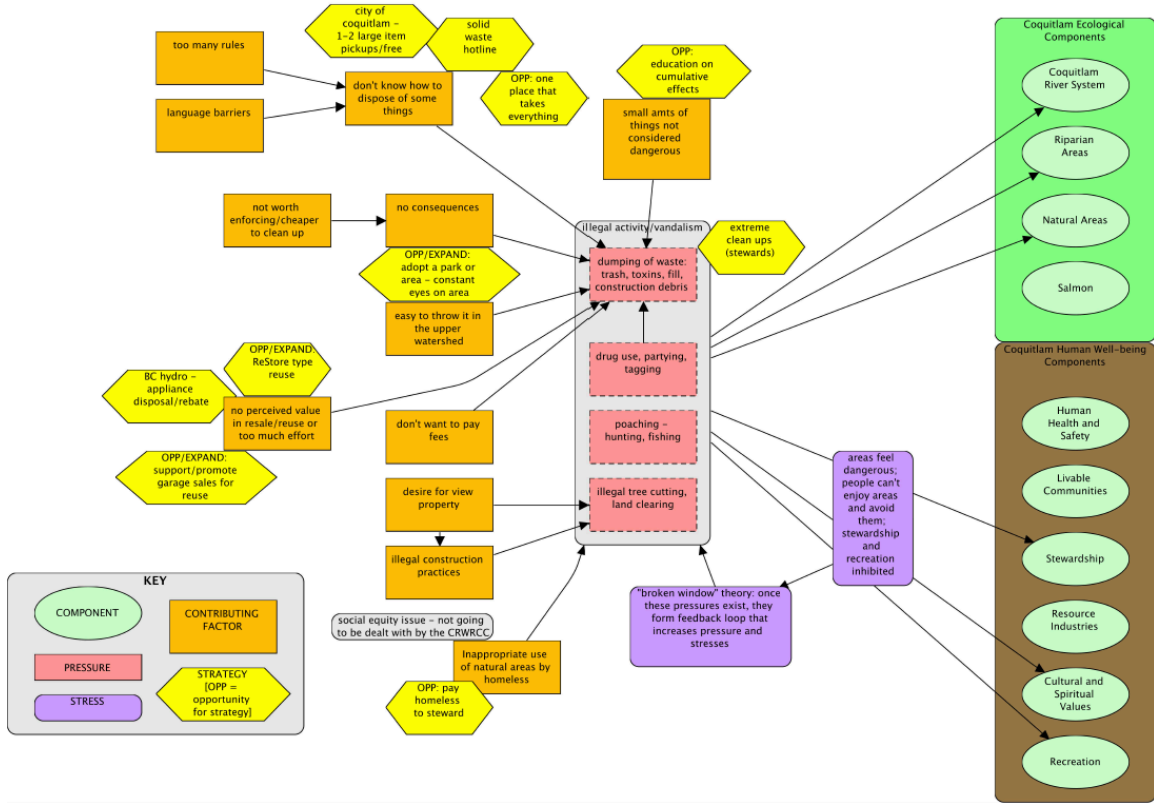 city of
coquitlam -
1-2 large item
pickups/free
solid
waste
hotline
OPP: one
place that
takes
everything
too many rules
language barriers
don't know how to
dispose of some
things
OPP:
education on
cumulative
effects
small amts of
things not
considered
dangerous
not worth
enforcing/cheaper
to clean up
no consequences
OPP/EXPAND:
adopt a park or
area - constant
eyes on area
easy to throw it in
the upper
watershed
OPP/EXPAND:
ReStore type
reuse
BC hydro -
appliance
disposal/rebate
no perceived value
in resale/reuse or
too much effort
OPP/EXPAND:
support/promote
garage sales for
reuse
don't want to pay
fees
desire for view
property
illegal construction
practices
social equity issue - not going
to be dealt with by the CRWRCC
Inappropriate use
of natural areas by
homeless
OPP: pay
homeless
to steward
illegal activity/vandalism
dumping of waste:
trash, toxins, fill,
construction debris
drug use, partying,
tagging
poaching -
hunting, fishing
illegal tree cutting,
land clearing
extreme
clean ups
(stewards)
areas feel
dangerous;
people can't
enjoy areas
and avoid
them;
stewardship
and
recreation
inhibited
"broken window" theory: once
these pressures exist, they
form feedback loop that
increases pressure and
stresses
Coquitlam Ecological
Components
Coquitlam
River System
Riparian
Areas
Natural Areas
Salmon
Coquitlam Human Well-being
Components
Human
Health and
Safety
Livable
Communities
Stewardship
Resource
Industries
Cultural and
Spiritual
Values
Recreation
KEY
COMPONENT
CONTRIBUTING
FACTOR
PRESSURE
STRESS
STRATEGY
[OPP =
opportunity
for strategy]